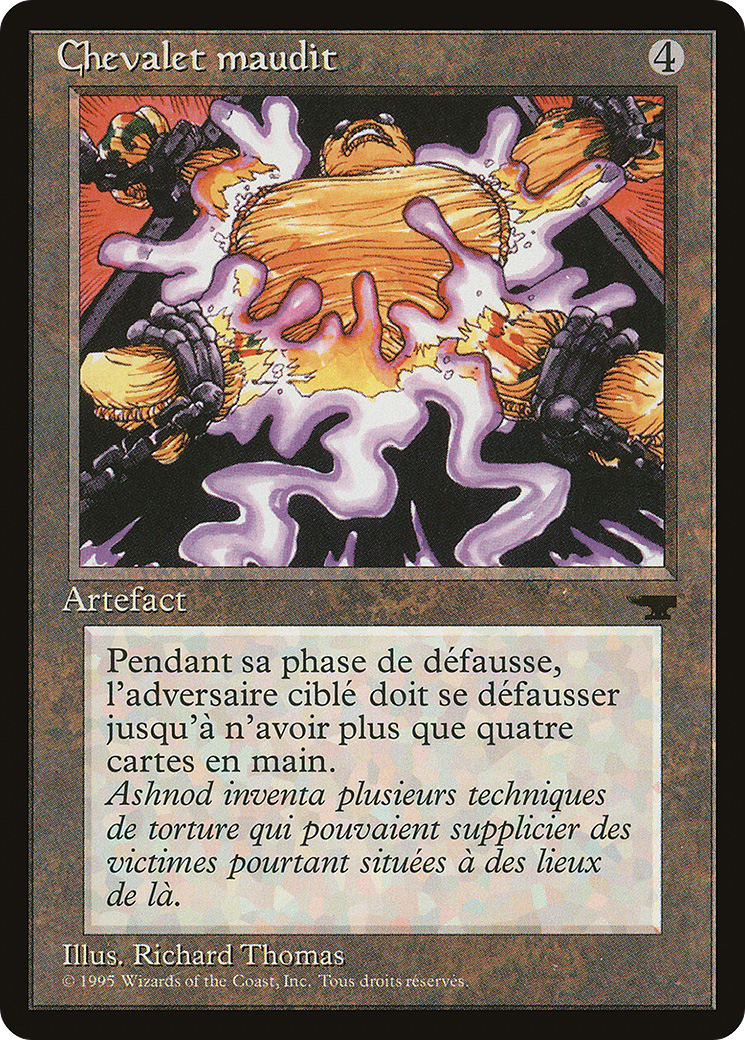 Chevalet maudit 4
Artefact
Pendant sa phase de défausse,
l'adversaire ciblé doit se défausser
jusqu'à n'avoir plus que quatre
cartes en main.
Ashnod inventa plusieurs techniques
de torture qui pouvaient supplicier des
victimes pourtant situées à des lieux
de là.
Illus. Richard Thomas
© 1995 Wizards of the Coast, Inc. Tous droits réservés.